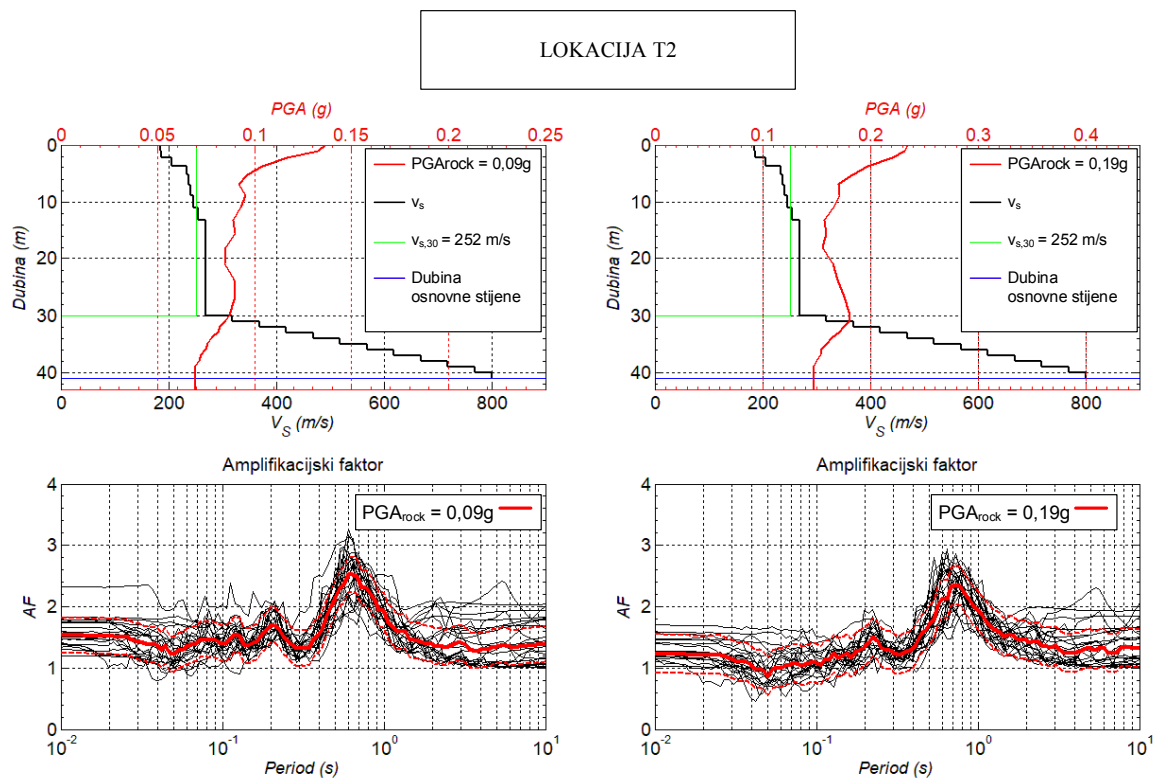 LOKACIJA T2
PGA (g)
0 0.05 0.1 0.15 0.2 0.25
Dubina (m)
0
10
20
30
40
PGArock = 0,09g
vs
vs,30 = 252 m/s
Dubina
osnovne stijene
0 200 400 600 800
VS (m/s)
PGA (g)
0 0.1 0.2 0.3 0.4
Dubina (m)
0
10
20
30
40
PGArock = 0,19g
vs
vs,30 = 252 m/s
Dubina
osnovne stijene
0 200 400 600 800
VS (m/s)
Amplifikacijski faktor
AF
4
3
2
1
0
PGArock = 0,09g
10-2 10-1 100 101
Period (s)
Amplifikacijski faktor
AF
4
3
2
1
0
PGArock = 0,19g
10-2 10-1 100 101
Period (s)